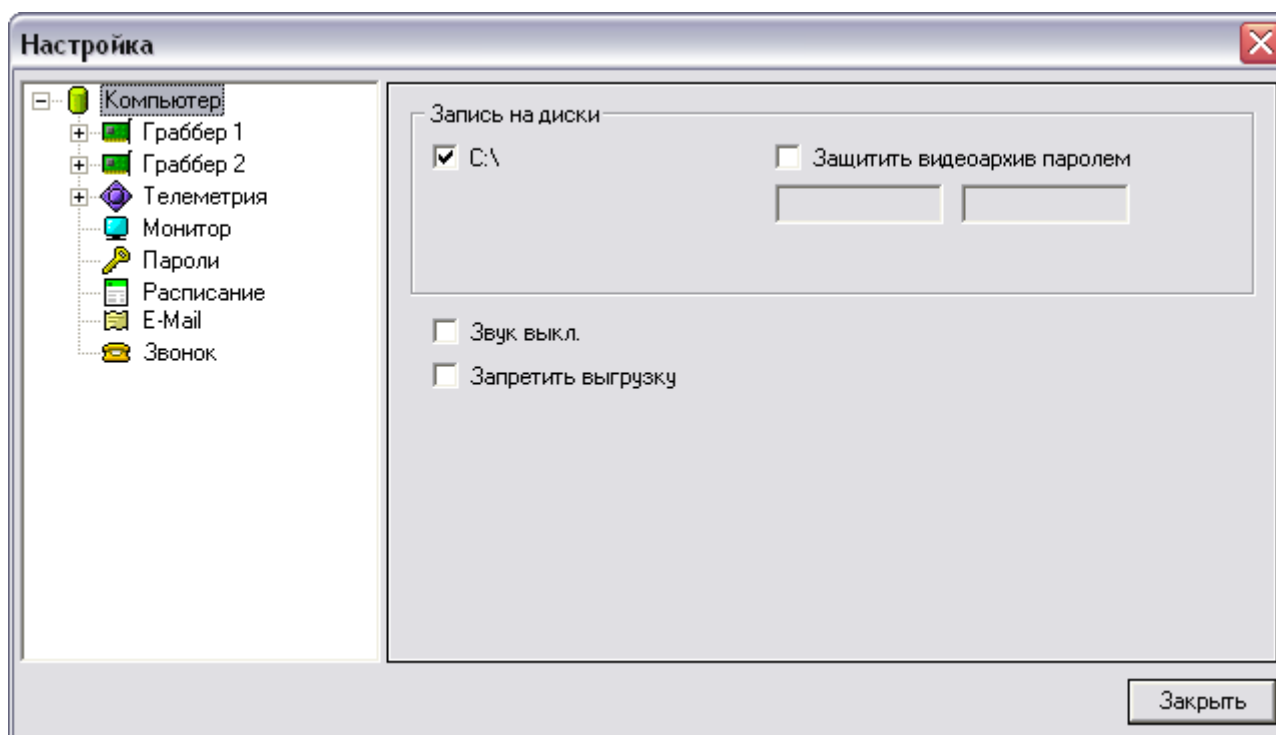 Настройка
Компьютер
Граббер 1
Граббер 2
Телеметрия
Монитор
Пароли
Расписание
E-Mail
Звонок
Запись на диски
C:\
Защитить видеоархив паролем
Звук выкл.
Запретить выгрузку
Закрыть